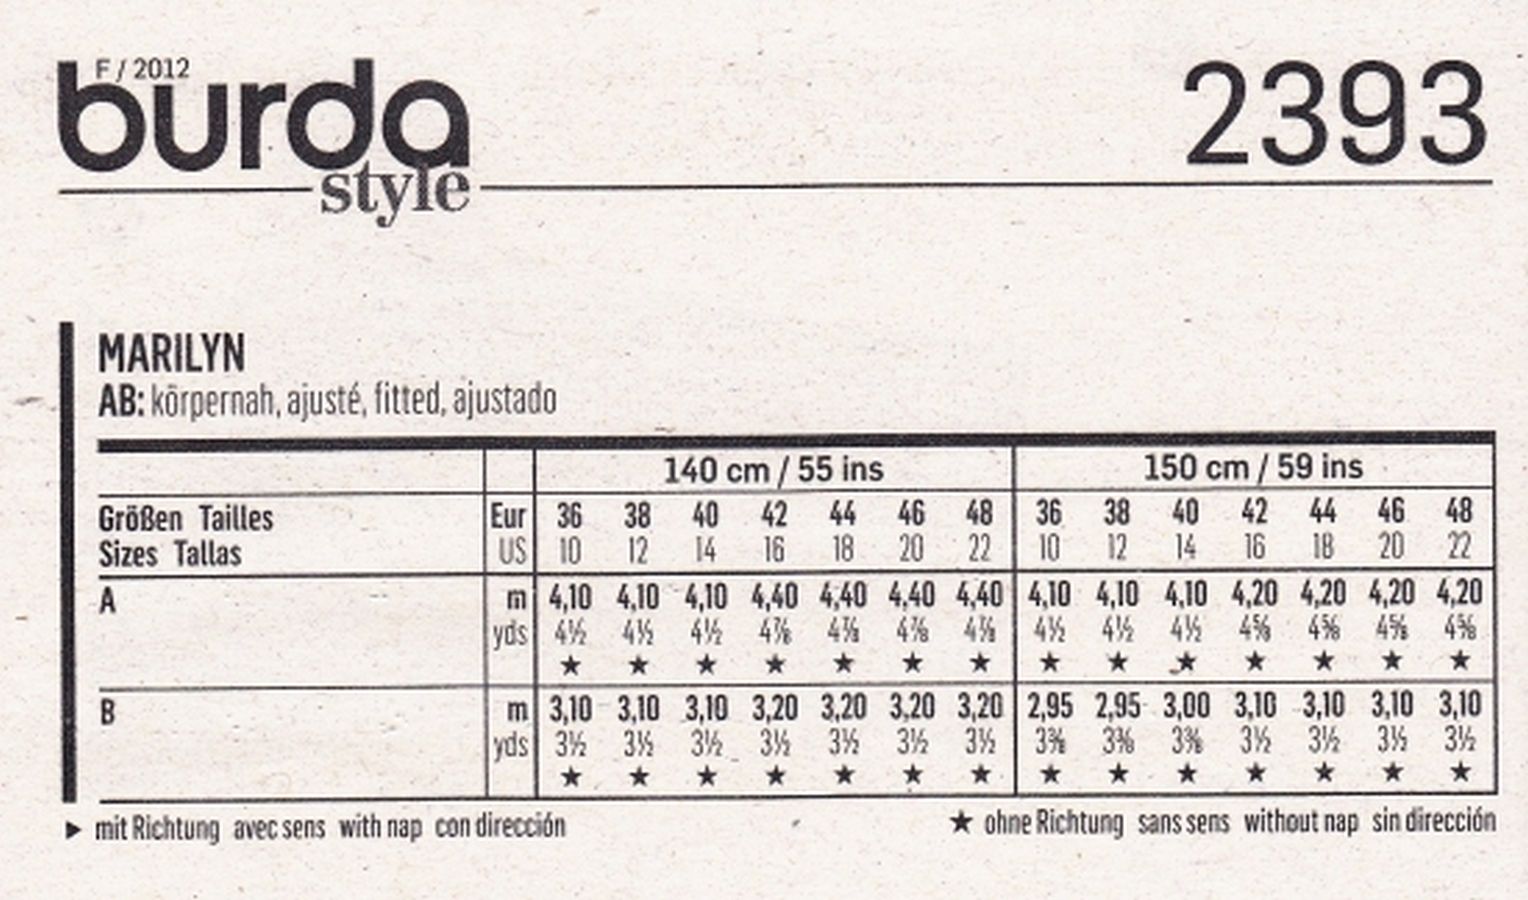 F / 2012
burda
style
2393
MARILYN
AB: körpernah, ajusté, fitted, ajustado
140 cm / 55 ins 150 cm / 59 ins
Größen Tailles Eur 36 38 40 42 44 46 48 36 38 40 42 44 46 48
Sizes Tallas US 10 12 14 16 18 20 22 10 12 14 16 18 20 22
A m 4,10 4,10 4,10 4,40 4,40 4,40 4,40 4,10 4,10 4,10 4,20 4,20 4,20 4,20
yds 4½ 4½ 4½ 4⅞ 4⅞ 4⅞ 4⅞ 4½ 4½ 4½ 4⅝ 4⅝ 4⅝ 4⅝
★ ★ ★ ★ ★ ★ ★ ★ ★ ★ ★ ★ ★ ★
B m 3,10 3,10 3,10 3,20 3,20 3,20 3,20 2,95 2,95 3,00 3,10 3,10 3,10 3,10
yds 3½ 3½ 3½ 3½ 3½ 3½ 3½ 3⅜ 3⅜ 3⅜ 3½ 3½ 3½ 3½
★ ★ ★ ★ ★ ★ ★ ★ ★ ★ ★ ★ ★ ★
► mit Richtung avec sens with nap con dirección ★ ohne Richtung sans sens without nap sin dirección